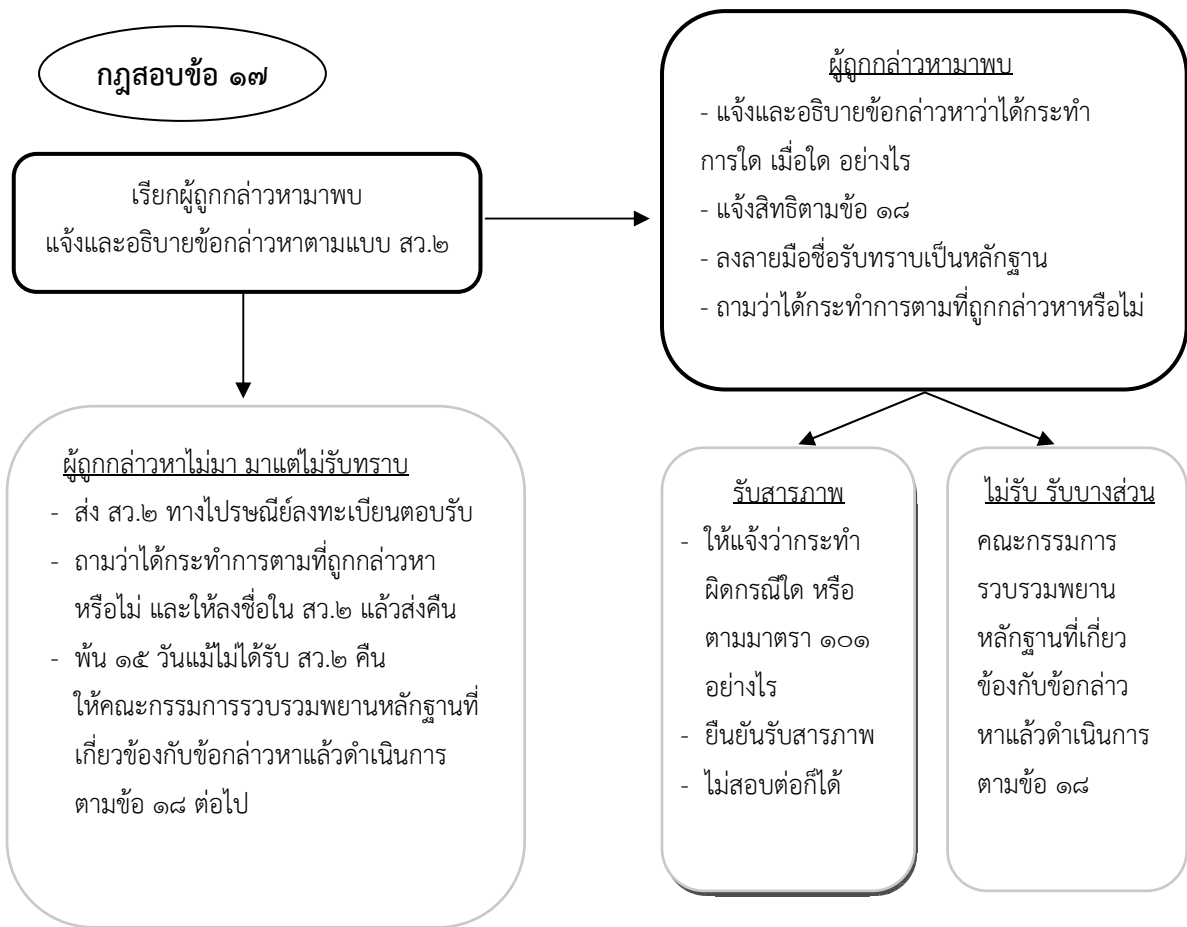 กฎสอบข้อ ๑๗
เรียกผู้ถูกกล่าวหามาพบ
แจ้งและอธิบายข้อกล่าวหาตามแบบ สว.๒
ผู้ถูกกล่าวหามาพบ
- แจ้งและอธิบายข้อกล่าวหาว่าได้กระทำ
การใด เมื่อใด อย่างไร
- แจ้งสิทธิตามข้อ ๑๘
- ลงลายมือชื่อรับทราบเป็นหลักฐาน
- ถามว่าได้กระทำการตามที่ถูกกล่าวหาหรือไม่
ผู้ถูกกล่าวหาไม่มา มาแต่ไม่รับทราบ
- ส่ง สว.๒ ทางไปรษณีย์ลงทะเบียนตอบรับ
- ถามว่าได้กระทำการตามที่ถูกกล่าวหา
หรือไม่ และให้ลงชื่อใน สว.๒ แล้วส่งคืน
- พ้น ๑๕ วันแม้ไม่ได้รับ สว.๒ คืน
ให้คณะกรรมการรวบรวมพยานหลักฐานที่
เกี่ยวข้องกับข้อกล่าวหาแล้วดำเนินการ
ตามข้อ ๑๘ ต่อไป
รับสารภาพ
- ให้แจ้งว่ากระทำ
ผิดกรณีใด หรือ
ตามมาตรา ๑๐๑
อย่างไร
- ยืนยันรับสารภาพ
- ไม่สอบต่อก็ได้
ไม่รับ รับบางส่วน
คณะกรรมการ
รวบรวมพยาน
หลักฐานที่เกี่ยว
ข้องกับข้อกล่าว
หาแล้วดำเนินการ
ตามข้อ ๑๘